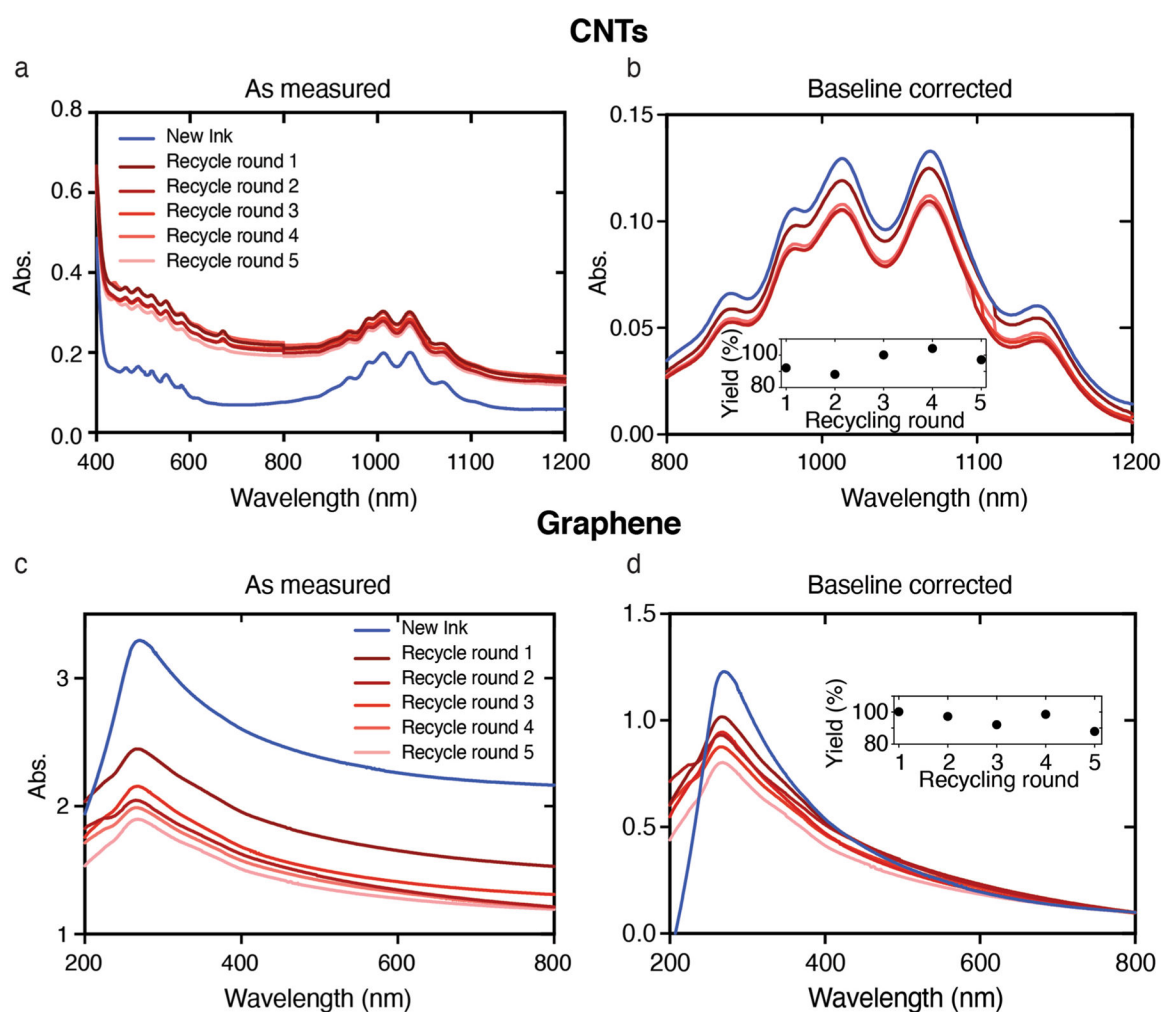 CNTs
a
As measured
Abs.
0.8
0.6
0.4
0.2
0.0
New Ink
Recycle round 1
Recycle round 2
Recycle round 3
Recycle round 4
Recycle round 5
400 600 800 1000 1100 1200
Wavelength (nm)
b
Baseline corrected
Abs.
0.15
0.10
0.05
0.00
Yield (%)
100
80
1 2 3 4 5
Recycling round
800 1000 1100 1200
Wavelength (nm)
Graphene
c
As measured
Abs.
3
2
1
New Ink
Recycle round 1
Recycle round 2
Recycle round 3
Recycle round 4
Recycle round 5
200 400 600 800
Wavelength (nm)
d
Baseline corrected
1.5
1.0
0.5
0.0
Yield (%)
100
80
1 2 3 4 5
Recycling round
200 400 600 800
Wavelength (nm)